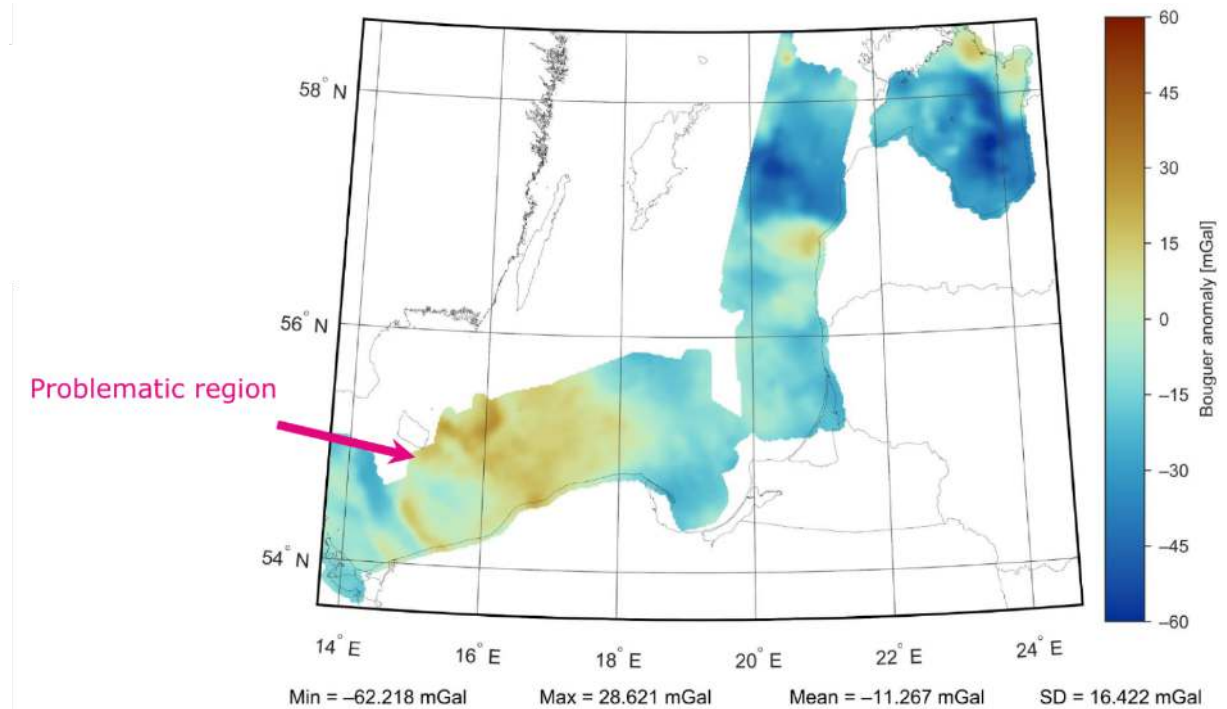 60
58° N
45
30
15
Bouguer anomaly [mGal]
0
56° N
–15
Problematic region
–30
–45
54° N
–60
14° E 16° E 18° E 20° E 22° E 24° E
Min = –62.218 mGal Max = 28.621 mGal Mean = –11.267 mGal SD = 16.422 mGal